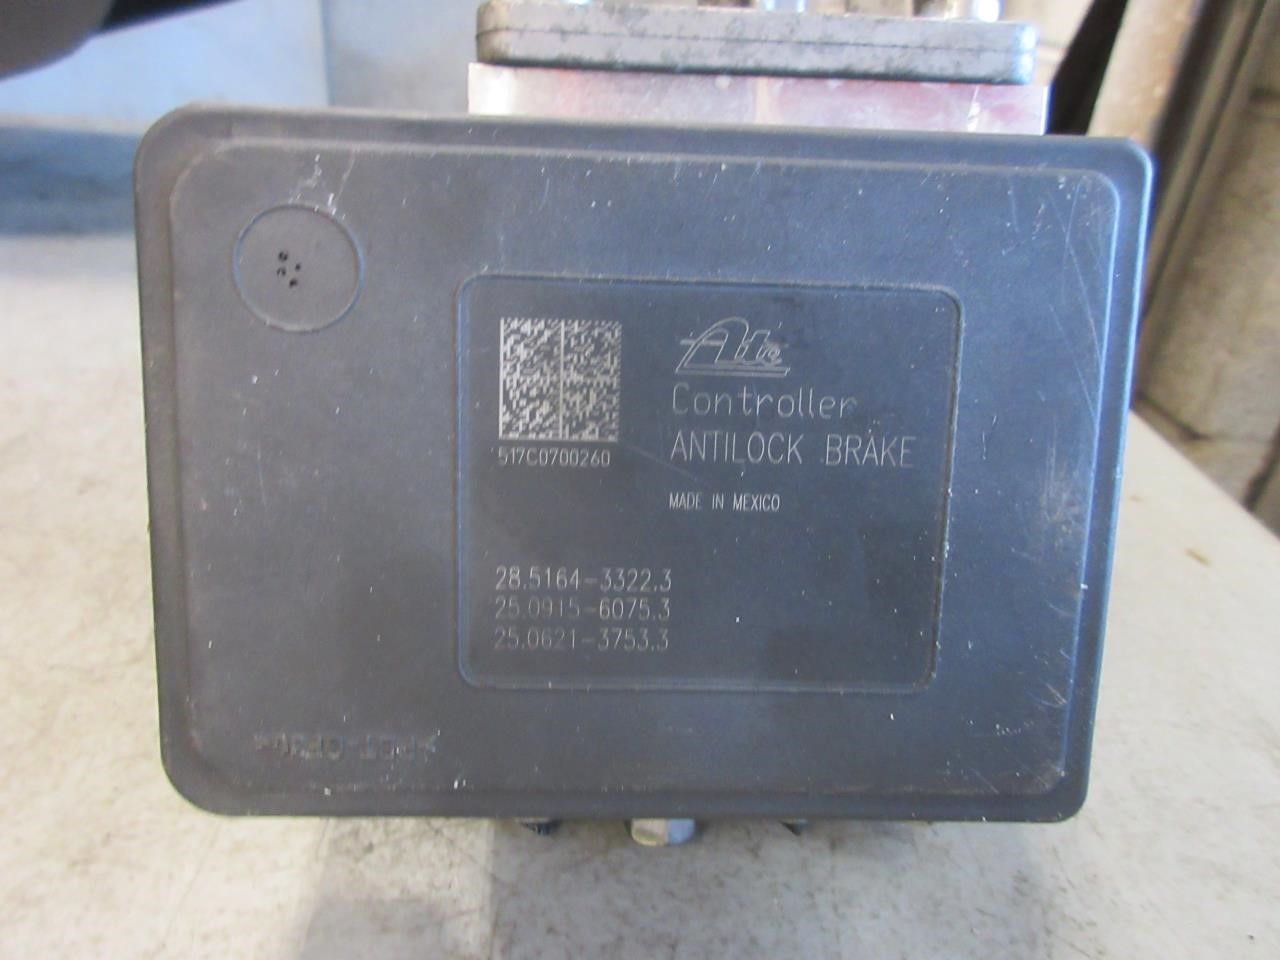 Ate
Controller
ANTILOCK BRAKE
517C0700260
MADE IN MEXICO
28.5164-3322.3
25.0915-6075.3
25.0621-3753.3